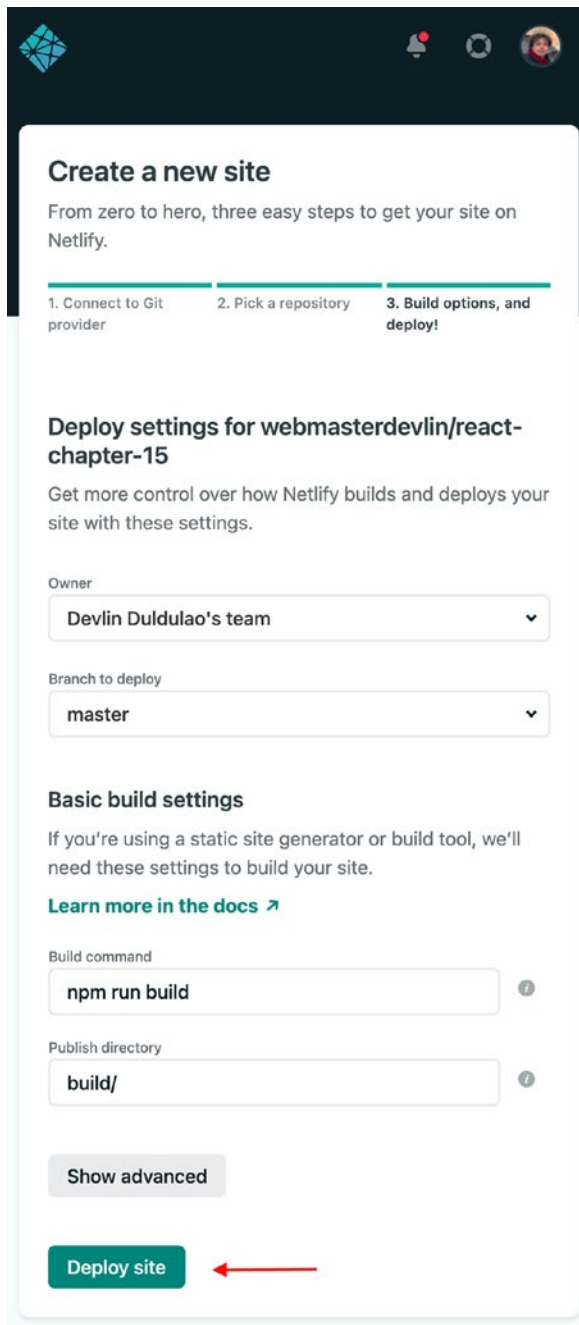 Create a new site
From zero to hero, three easy steps to get your site on
Netlify.
1. Connect to Git
provider
2. Pick a repository
3. Build options, and
deploy!
Deploy settings for webmasterdevlin/react-
chapter-15
Get more control over how Netlify builds and deploys your
site with these settings.
Owner
Devlin Duldulao's team
Branch to deploy
master
Basic build settings
If you're using a static site generator or build tool, we'll
need these settings to build your site.
Learn more in the docs ↗
Build command
npm run build
Publish directory
build/
Show advanced
Deploy site